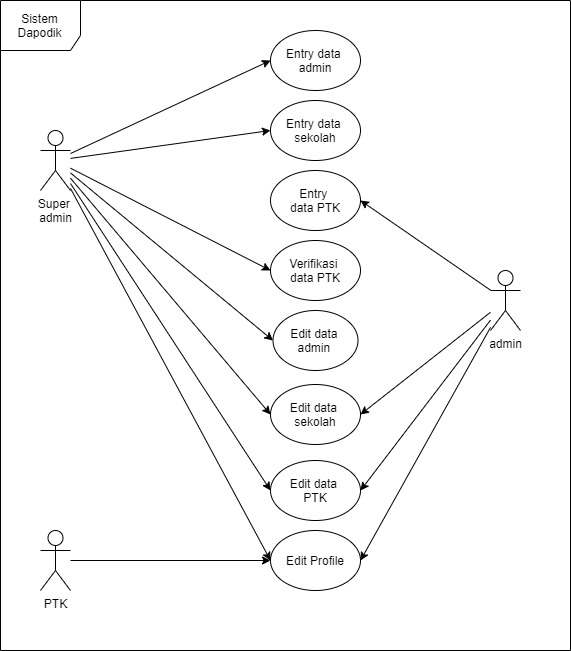 Sistem
Dapodik
Entry data
admin
Entry data
sekolah
Super
admin
Entry
data PTK
Verifikasi
data PTK
Edit data
admin
admin
Edit data
sekolah
Edit data
PTK
Edit Profile
PTK